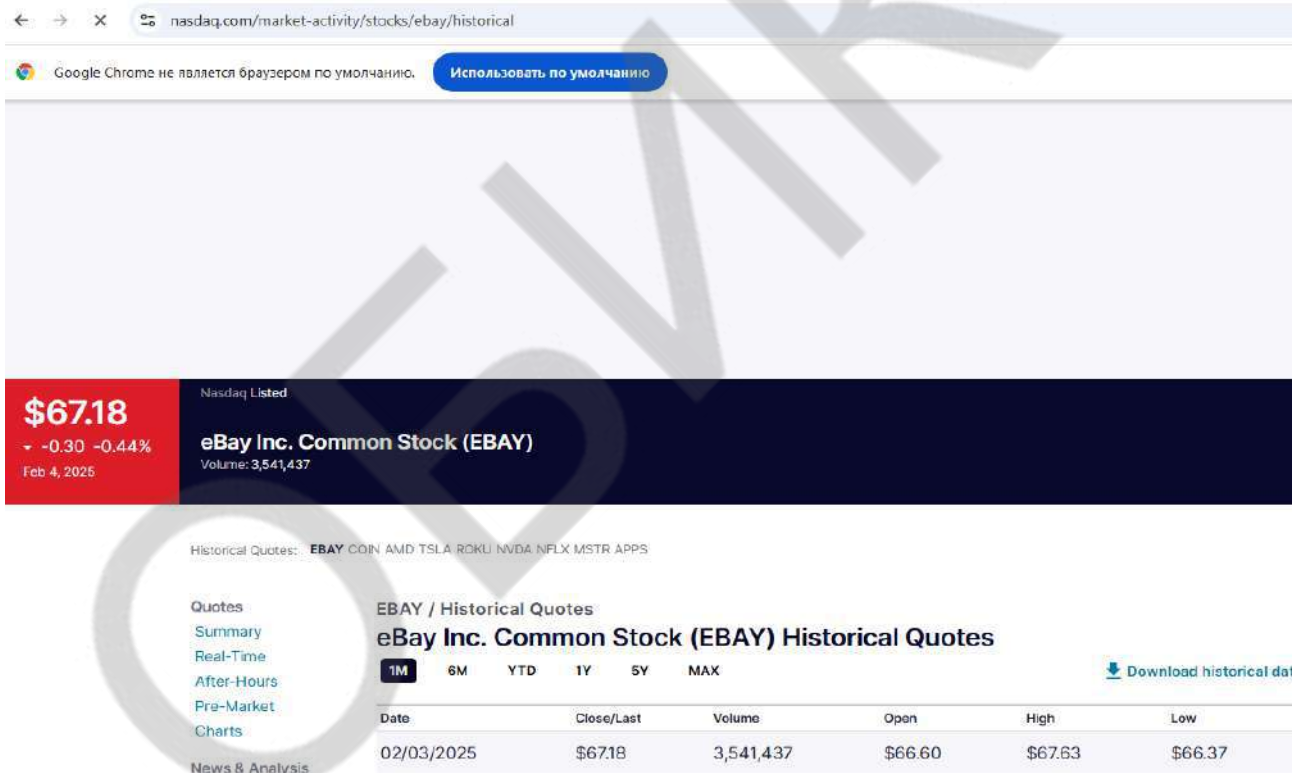 nasdaq.com/market-activity/stocks/ebay/historical
Google Chrome не является браузером по умолчанию. Использовать по умолчанию
ОБИК
$67.18
-0.30 -0.44%
Feb 4, 2025
Nasdaq Listed
eBay Inc. Common Stock (EBAY)
Volume: 3,541,437
Historical Quotes: EBAY COIN AMD TSLA ROKU NVDA NFLX MSTR APPS
Quotes
Summary
Real-Time
After-Hours
Pre-Market
Charts
News & Analysis
EBAY / Historical Quotes
eBay Inc. Common Stock (EBAY) Historical Quotes
1M 6M YTD 1Y 5Y MAX
Download historical dat
Date Close/Last Volume Open High Low
02/03/2025 $67.18 3,541,437 $66.60 $67.63 $66.37